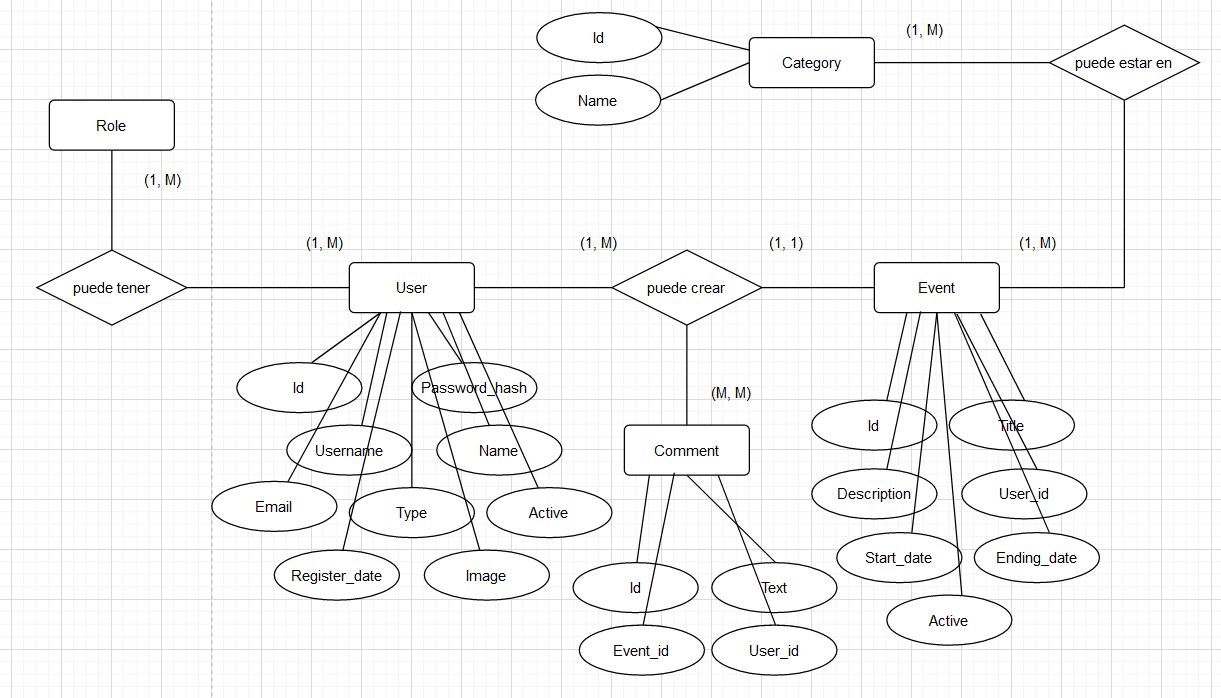 Id
(1, M)
Category
puede estar en
Name
Role
(1, M)
(1, M)
(1, M)
(1, 1)
(1, M)
puede tener
User
puede crear
Event
Id
Password_hash
(M, M)
Id
Title
Username
Name
Comment
Description
User_id
Email
Type
Active
Start_date
Ending_date
Register_date
Image
Id
Text
Active
Event_id
User_id